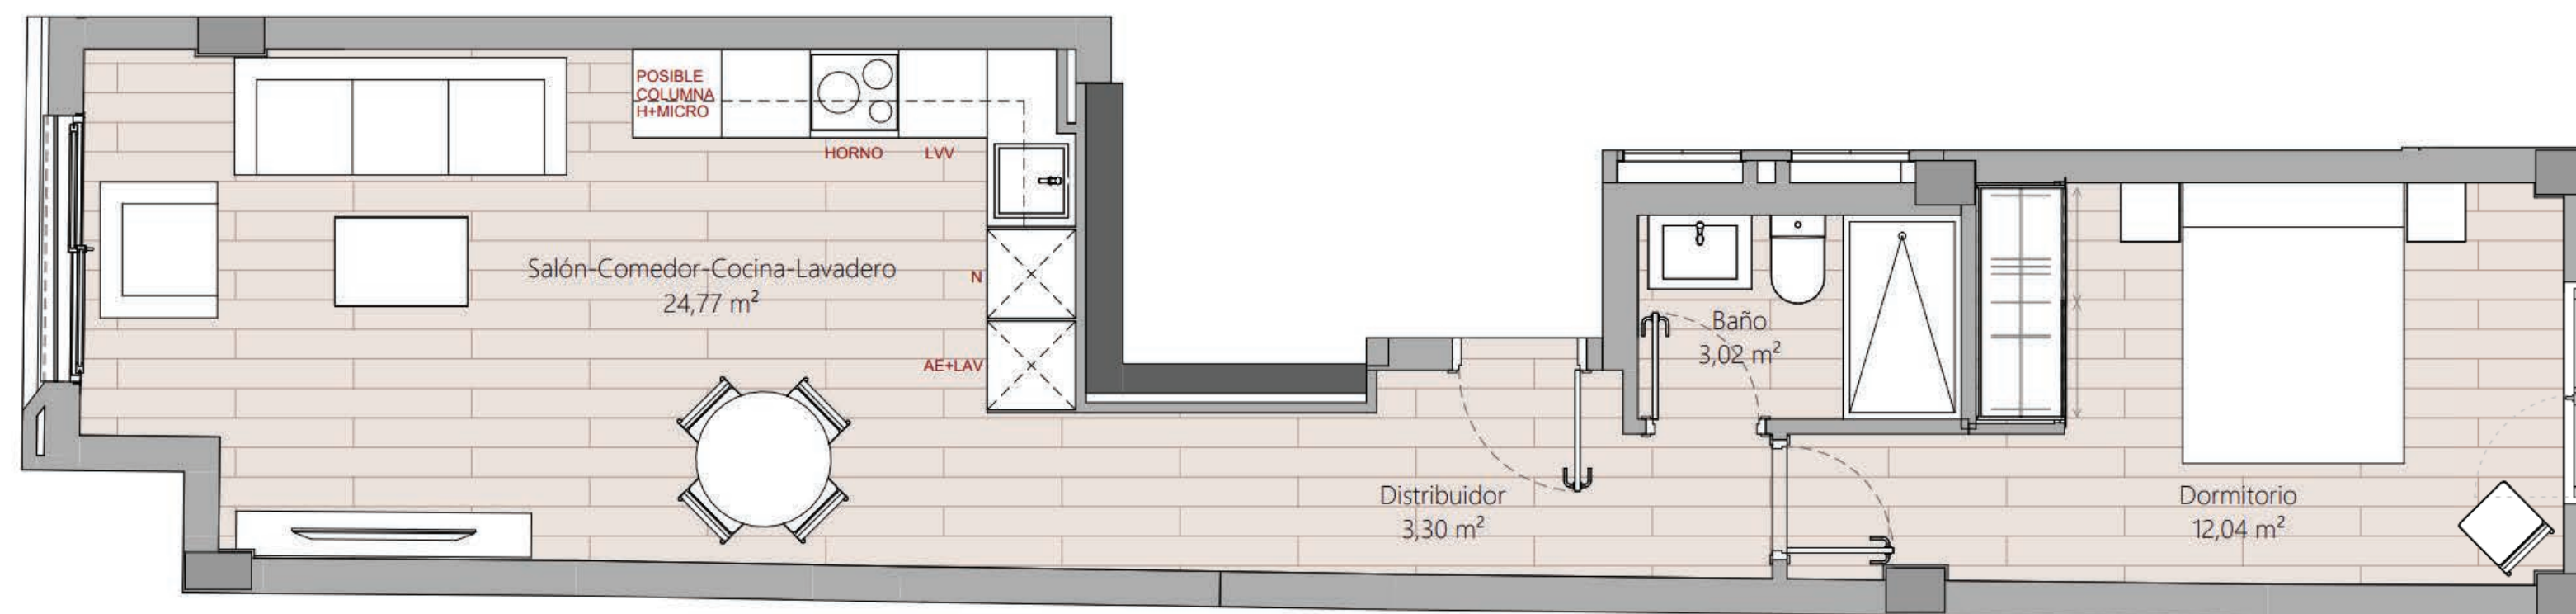 POSIBLE
COLUMNA
H+MICRO
HORNO
LVV
Salón-Comedor-Cocina-Lavadero
24,77 m²
N
AE+LAV
Baño
3,02 m²
Distribuidor
3,30 m²
Dormitorio
12,04 m²